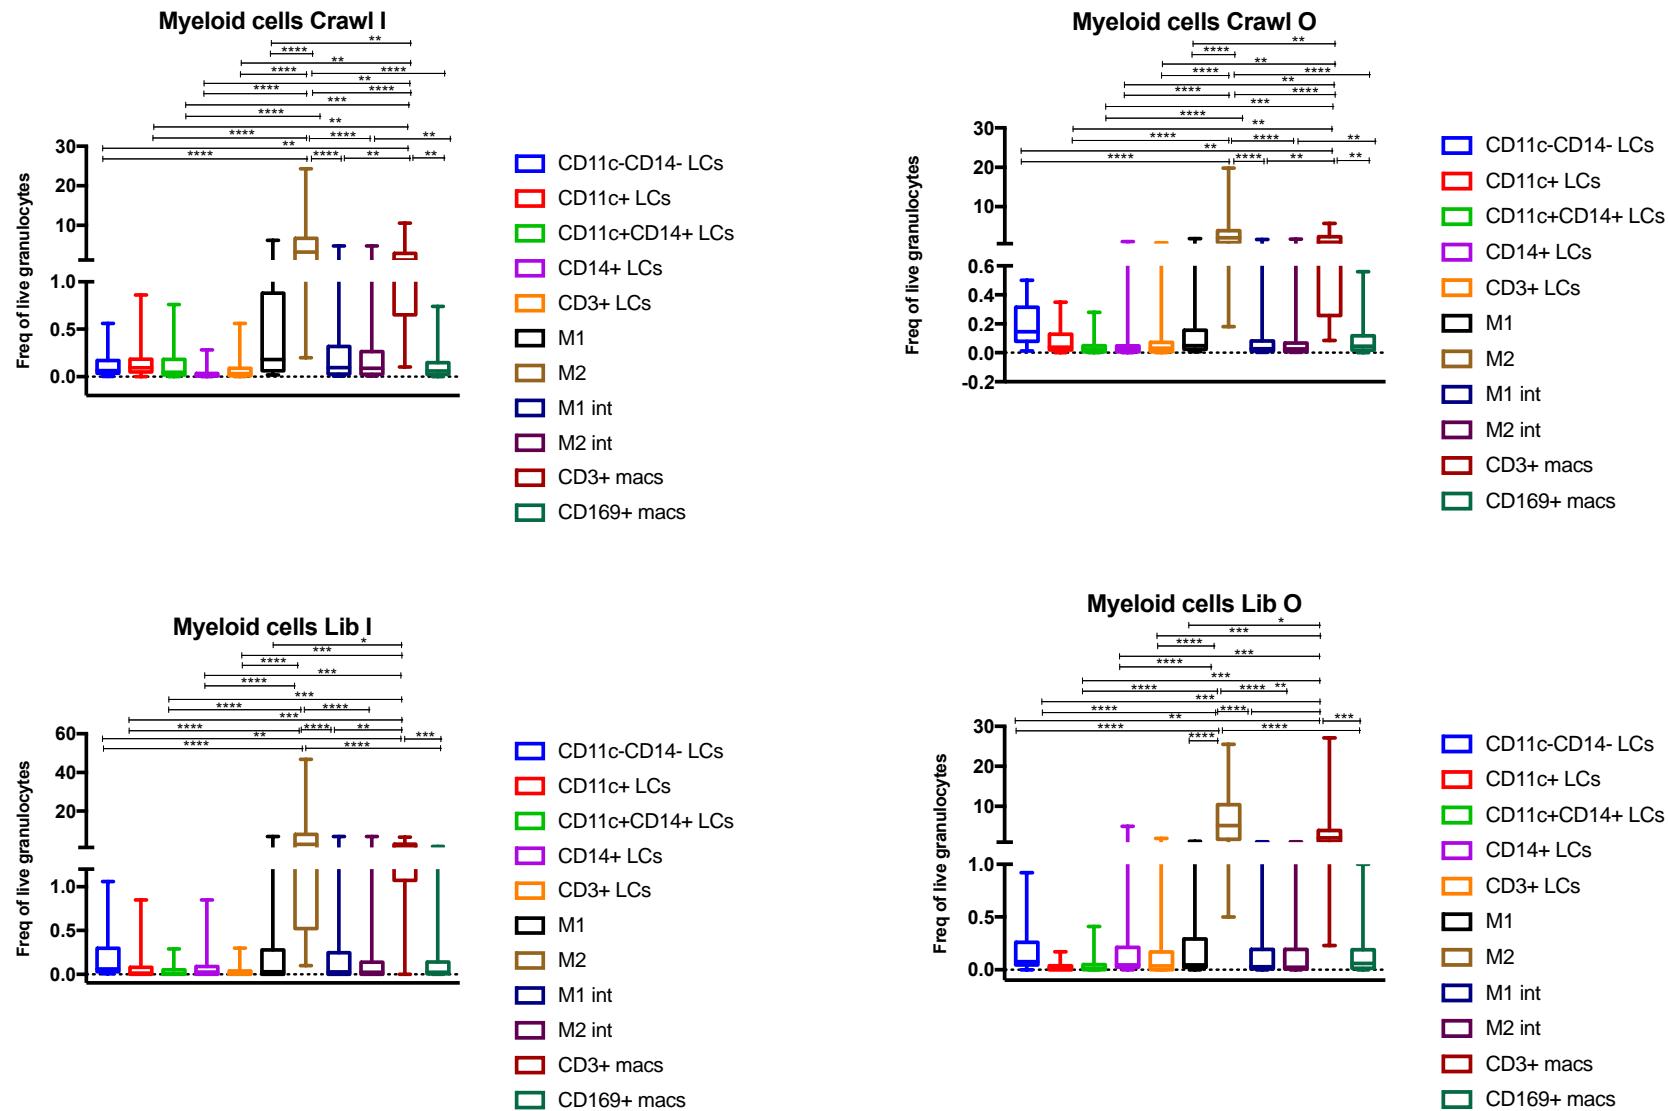 Myeloid cells Crawl I
**
****
**
****
****
**
****
****
***
****
**
****
****
**
**
****
****
**
**
Freq of live granulocytes
30
20
10
1.0
0.5
0.0
CD11c-CD14- LCs
CD11c+ LCs
CD11c+CD14+ LCs
CD14+ LCs
CD3+ LCs
M1
M2
M1 int
M2 int
CD3+ macs
CD169+ macs
Myeloid cells Crawl O
**
****
**
****
****
**
****
****
***
****
**
****
****
**
**
****
****
**
**
Freq of live granulocytes
30
20
10
0.6
0.4
0.2
0.0
-0.2
CD11c-CD14- LCs
CD11c+ LCs
CD11c+CD14+ LCs
CD14+ LCs
CD3+ LCs
M1
M2
M1 int
M2 int
CD3+ macs
CD169+ macs
Myeloid cells Lib I
*
***
****
***
****
***
****
****
***
****
****
**
**
***
****
****
Freq of live granulocytes
60
40
20
1.0
0.5
0.0
CD11c-CD14- LCs
CD11c+ LCs
CD11c+CD14+ LCs
CD14+ LCs
CD3+ LCs
M1
M2
M1 int
M2 int
CD3+ macs
CD169+ macs
Myeloid cells Lib O
*
***
****
***
****
***
****
****
**
***
****
****
**
***
****
****
****
Freq of live granulocytes
30
20
10
1.0
0.5
0.0
CD11c-CD14- LCs
CD11c+ LCs
CD11c+CD14+ LCs
CD14+ LCs
CD3+ LCs
M1
M2
M1 int
M2 int
CD3+ macs
CD169+ macs